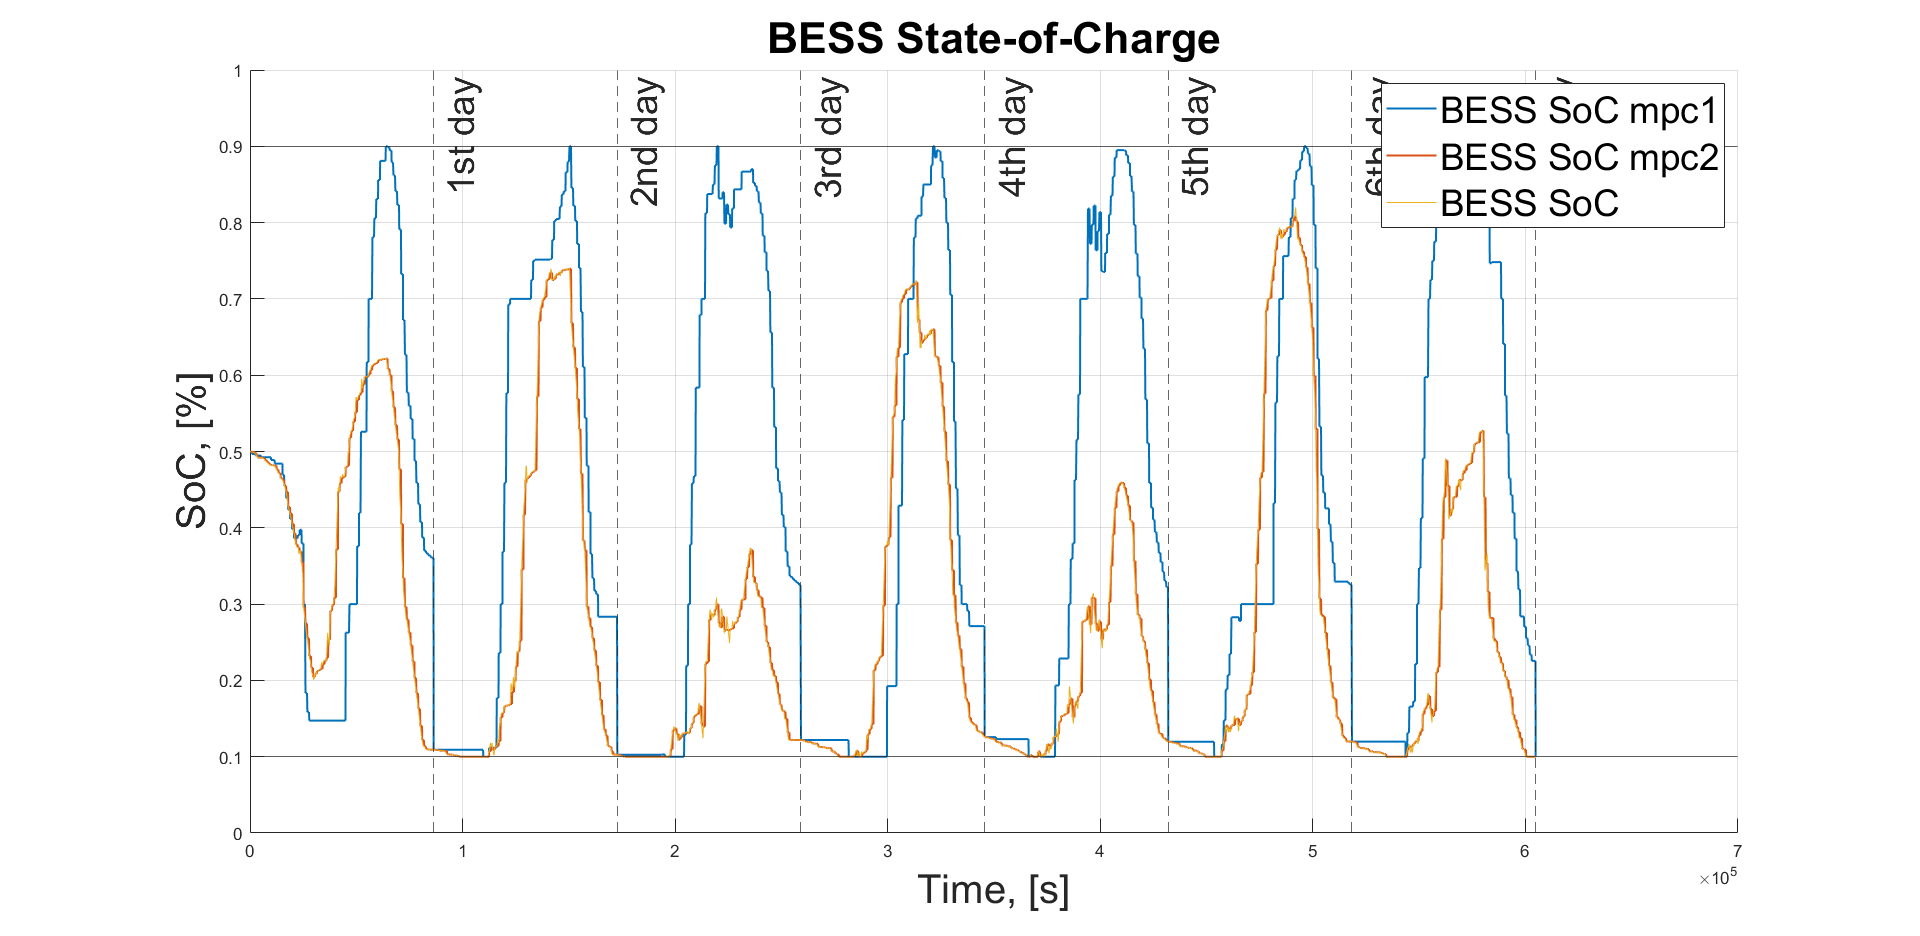 BESS State-of-Charge
1
0.9
0.8
0.7
0.6
0.5
0.4
0.3
0.2
0.1
0
SoC, [%]
1st day
2nd day
3rd day
4th day
5th day
6th day
BESS SoC mpc1
BESS SoC mpc2
BESS SoC
0
1
2
3
4
5
6
7
×10⁵
Time, [s]